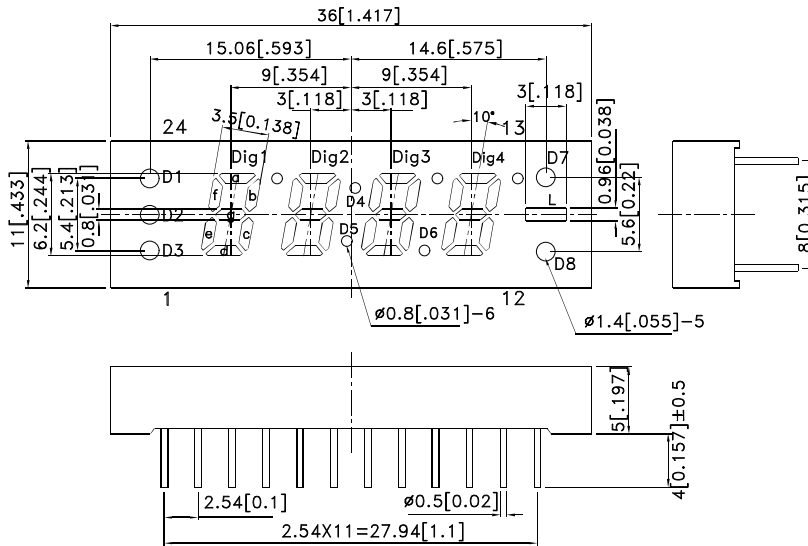 36[1.417]
15.06[.593]
14.6[.575]
9[.354]
9[.354]
3[.118]
3[.118]
3[.118]
3.5[0.138]
10°
24
13
Dig1
Dig2
Dig3
Dig4
D7
D1
a
f
b
D4
L
D2
g
e
c
D5
D6
D3
d
D8
11[.433]
6.2[.244]
5.4[.213]
0.8[.031]
0.96[0.038]
5.6[0.22]
8[0.315]
1
12
ø0.8[.031]-6
ø1.4[.055]-5
5[.197]
4[0.157]±0.5
2.54[0.1]
ø0.5[0.02]
2.54X11=27.94[1.1]